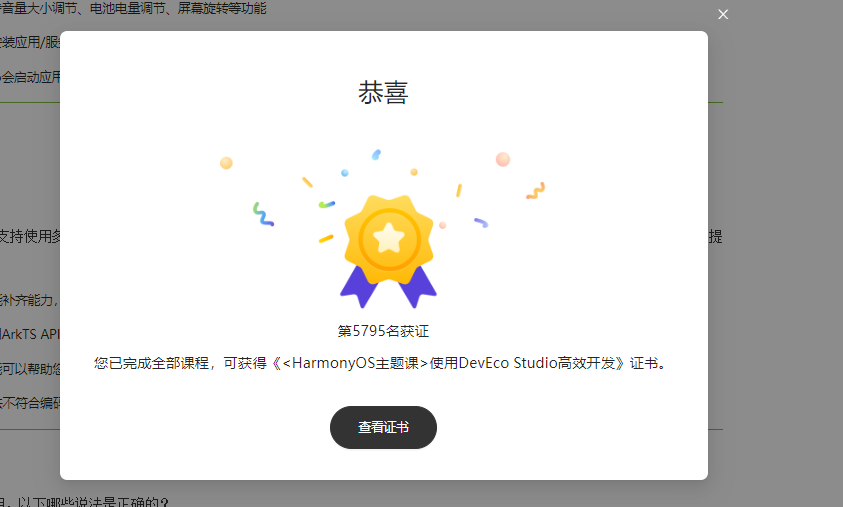 音量大小调节、电池电量调节、屏幕旋转等功能
装应用/服
会启动应用
恭喜
支持使用多
提
补齐能力,
第5795名获证
ArkTS API
您已完成全部课程，可获得《<HarmonyOS主题课>使用DevEco Studio高效开发》证书。
可以帮助您
不符合编码
查看证书
以下哪些说法是正确的?